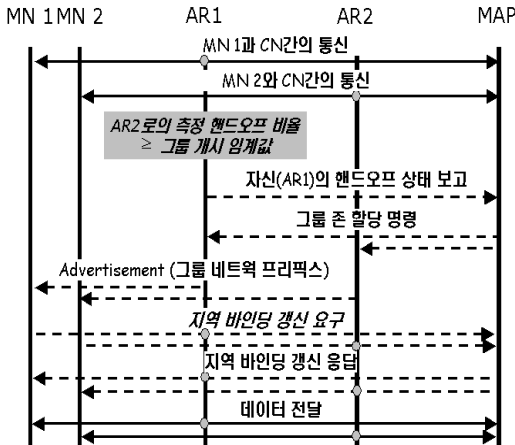 MN 1 MN 2 AR1 AR2 MAP
MN 1과 CN간의 통신
MN 2와 CN간의 통신
AR2로의 측정 핸드오프 비율
≥ 그룹 개시 임계값
자신(AR1)의 핸드오프 상태 보고
그룹 존 할당 명령
Advertisement (그룹 네트웍 프리픽스)
지역 바인딩 갱신 요구
지역 바인딩 갱신 응답
데이터 전달